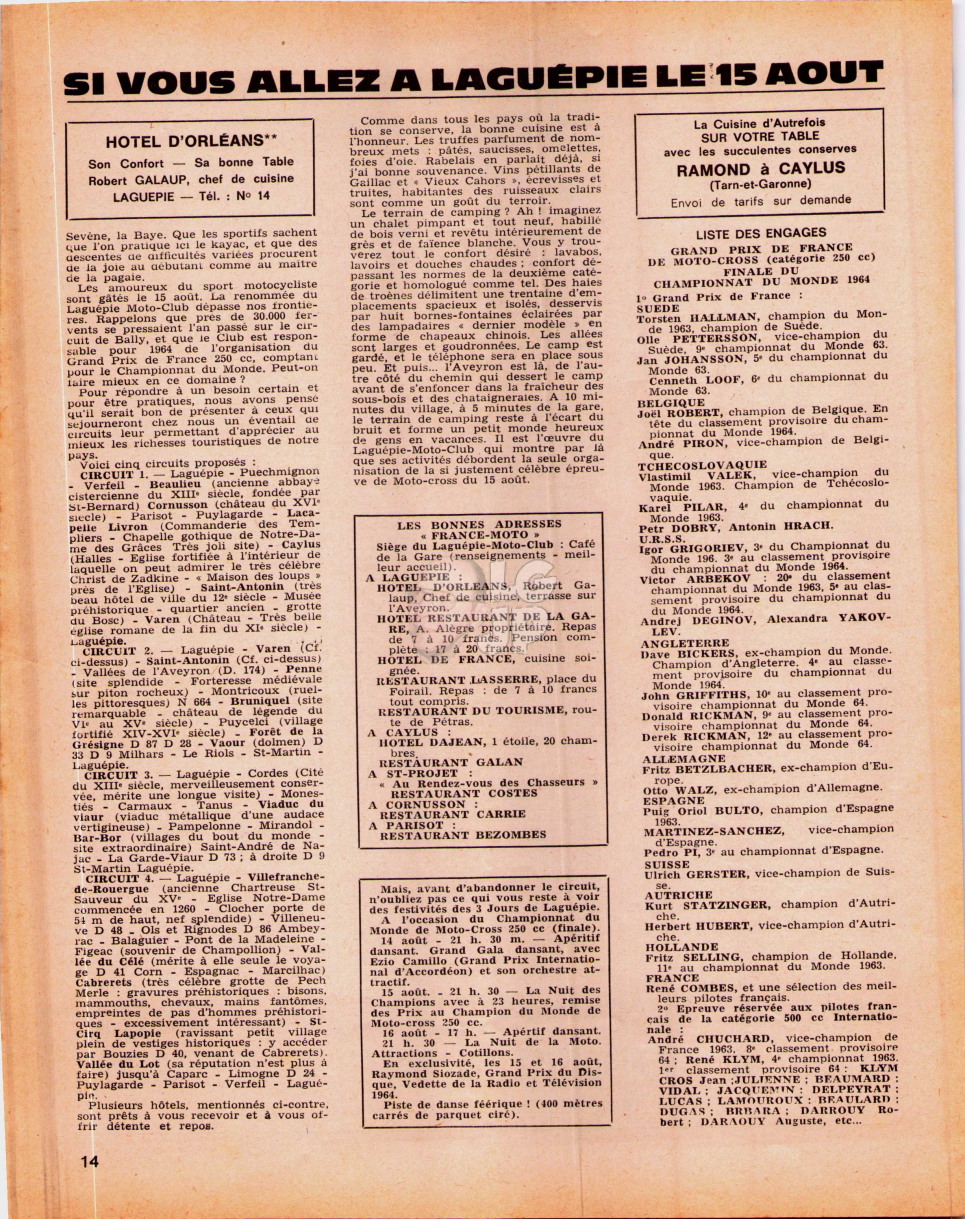 SI VOUS ALLEZ A LAGUÉPIE LE 15 AOUT
HOTEL D'ORLÉANS**
Son Confort — Sa bonne Table
Robert GALAUP, chef de cuisine
LAGUEPIE — Tél. : No 14
Sevène, la Baye. Que les sportifs sachent
que l'on pratique ici le kayac, et que des
descentes de difficultés variées procurent
de la joie au débutant comme au maître
de la pagaie.
Les amoureux du sport motocycliste
sont gâtés le 15 août. La renommée du
Laguépie Moto-Club dépasse nos frontie-
res. Rappelons que près de 30.000 fer-
vents se pressaient l'an passé sur le cir-
cuit de Bally, et que le Club est respon-
sable pour 1964 de l'organisation du
Grand Prix de France 250 cc, comptant
pour le Championnat du Monde. Peut-on
faire mieux en ce domaine ?
Pour répondre à un besoin certain et
pour être pratiques, nous avons pensé
qu'il serait bon de présenter à ceux qui
séjourneront chez nous un éventail de
circuits leur permettant d'apprécier au
mieux les richesses touristiques de notre
pays.
Voici cinq circuits proposés :
CIRCUIT 1. — Laguépie - Puechmignon
- Verfeil - Beaulieu (ancienne abbaye
cistercienne du XIIIe siècle, fondée par
St-Bernard) Cornusson (château du XVIe
siècle) - Parisot - Puylagarde - Laca-
pelle Livron (Commanderie des Tem-
pliers - Chapelle gothique de Notre-Da-
me des Grâces Très joli site) - Caylus
(Halles - Eglise fortifiée à l'intérieur de
laquelle on peut admirer le très célèbre
Christ de Zadkine - « Maison des loups »
près de l'Eglise) - Saint-Antonin (très
beau hôtel de ville du 12e siècle - Musée
préhistorique - quartier ancien - grotte
du Bosc) - Varen (Château - Très belle
église romane de la fin du XIe siècle) -
Laguépie.
CIRCUIT 2. — Laguépie - Varen (Cf.
ci-dessus) - Saint-Antonin (Cf. ci-dessus)
- Vallées de l'Aveyron (D. 174) - Penne
(site splendide - Forteresse médiévale
sur piton rocheux) - Montricoux (ruel-
les pittoresques) N 664 - Bruniquel (site
remarquable - château de légende du
VIe au XVe siècle) - Puycelci (village
fortifié XIV-XVIe siècle) - Forêt de la
Grésigne D 87 D 28 - Vaour (dolmen) D
33 D 9 Milhars - Le Riols - St-Martin -
Laguépie.
CIRCUIT 3. — Laguépie - Cordes (Cité
du XIIIe siècle, merveilleusement conser-
vée, mérite une longue visite) - Mones-
tiés - Carmaux - Tanus - Viaduc du
viaur (viaduc métallique d'une audace
vertigineuse) - Pampelonne - Mirandol -
Bar-Bor (villages du bout du monde -
site extraordinaire) Saint-André de Na-
jac - La Garde-Viaur D 73 ; à droite D 9
St-Martin Laguépie.
CIRCUIT 4. — Laguépie - Villefranche-
de-Rouergue (ancienne Chartreuse St-
Sauveur du XVe - Eglise Notre-Dame
commencée en 1260 - Clocher porte de
54 m de haut, nef splendide) - Villeneu-
ve D 48 - Ols et Rignodes D 86 Ambey-
rac - Balaguier - Pont de la Madeleine -
Figeac (souvenir de Champollion) - Val-
lée du Célé (mérite à elle seule le voya-
ge D 41 Corn - Espagnac - Marcilhac)
Cabrerets (très célèbre grotte de Pech
Merle : gravures préhistoriques : bisons,
mammouths, chevaux, mains fantômes,
empreintes de pas d'hommes préhistori-
ques - excessivement intéressant) - St-
Cirq Lapopie (ravissant petit village
plein de vestiges historiques : y accéder
par Bouzies D 40, venant de Cabrerets).
Vallée du Lot (sa réputation n'est plus à
faire) jusqu'à Caparc - Limogne D 24 -
Puylagarde - Parisot - Verfeil - Lagué-
pie.
Plusieurs hôtels, mentionnés ci-contre,
sont prêts à vous recevoir et à vous of-
frir détente et repos.
14
Comme dans tous les pays où la tradi-
tion se conserve, la bonne cuisine est à
l'honneur. Les truffes parfument de nom-
breux mets : pâtés, saucisses, omelettes,
foies d'oie. Rabelais en parlait déjà, si
j'ai bonne souvenance. Vins pétillants de
Gaillac et « Vieux Cahors », écrevisses et
truites, habitantes des ruisseaux clairs
sont comme un goût du terroir.
Le terrain de camping ? Ah ! imaginez
un chalet pimpant et tout neuf, habillé
de bois verni et revêtu intérieurement de
grès et de faïence blanche. Vous y trou-
verez tout le confort désiré : lavabos,
lavoirs et douches chaudes ; confort dé-
passant les normes de la deuxième caté-
gorie et homologué comme tel. Des haies
de troènes délimitent une trentaine d'em-
placements spacieux et isolés, desservis
par huit bornes-fontaines éclairées par
des lampadaires « dernier modèle » en
forme de chapeaux chinois. Les allées
sont larges et goudronnées. Le camp est
gardé, et le téléphone sera en place sous
peu. Et puis... l'Aveyron est là, de l'au-
tre côté du chemin qui dessert le camp
avant de s'enfoncer dans la fraîcheur des
sous-bois et des chataigneraies. A 10 mi-
nutes du village, à 5 minutes de la gare,
le terrain de camping reste à l'écart du
bruit et forme un petit monde heureux
de gens en vacances. Il est l'œuvre du
Laguépie-Moto-Club qui montre par là
que ses activités débordent la seule orga-
nisation de la si justement célèbre épreu-
ve de Moto-cross du 15 août.
LES BONNES ADRESSES
« FRANCE-MOTO »
Siège du Laguépie-Moto-Club : Café
de la Gare (renseignements - meil-
leur accueil).
A LAGUEPIE :
HOTEL D'ORLEANS, Robert Ga-
laup, Chef de cuisine, terrasse sur
l'Aveyron.
HOTEL RESTAURANT DE LA GA-
RE, A. Alègre propriétaire. Repas
de 7 à 10 francs. Pension com-
plète : 17 à 20 francs.
HOTEL DE FRANCE, cuisine soi-
gnée.
RESTAURANT LASSERRE, place du
Foirail. Repas : de 7 à 10 francs
tout compris.
RESTAURANT DU TOURISME, rou-
te de Pétras.
A CAYLUS :
HOTEL DAJEAN, 1 étoile, 20 cham-
bres.
RESTAURANT GALAN
A ST-PROJET :
« Au Rendez-vous des Chasseurs »
RESTAURANT COSTES
A CORNUSSON :
RESTAURANT CARRIE
A PARISOT :
RESTAURANT BEZOMBES
Mais, avant d'abandonner le circuit,
n'oubliez pas ce qui vous reste à voir
des festivités des 3 Jours de Laguépie.
A l'occasion du Championnat du
Monde de Moto-Cross 250 cc (finale).
14 août - 21 h. 30 m. — Apéritif
dansant. Grand Gala dansant, avec
Ezio Camillo (Grand Prix Internatio-
nal d'Accordéon) et son orchestre at-
tractif.
15 août. - 21 h. 30 — La Nuit des
Champions avec à 23 heures, remise
des Prix au Champion du Monde de
Moto-cross 250 cc.
16 août - 17 h. — Apértif dansant.
21 h. 30 — La Nuit de la Moto.
Attractions - Cotillons.
En exclusivité, les 15 et 16 août,
Raymond Siozade, Grand Prix du Dis-
que, Vedette de la Radio et Télévision
1964.
Piste de danse féérique ! (400 mètres
carrés de parquet ciré).
La Cuisine d'Autrefois
SUR VOTRE TABLE
avec les succulentes conserves
RAMOND à CAYLUS
(Tarn-et-Garonne)
Envoi de tarifs sur demande
LISTE DES ENGAGES
GRAND PRIX DE FRANCE
DE MOTO-CROSS (catégorie 250 cc)
FINALE DU
CHAMPIONNAT DU MONDE 1964
1o Grand Prix de France :
SUEDE
Torsten HALLMAN, champion du Mon-
de 1963, champion de Suède.
Olle PETTERSSON, vice-champion du
Suède, 9e championnat du Monde 63.
Jan JOHANSSON, 5e du championnat du
Monde 63.
Cenneth LOOF, 6e du championnat du
Monde 63.
BELGIQUE
Joël ROBERT, champion de Belgique. En
tête du classement provisoire du cham-
pionnat du Monde 1964.
André PIRON, vice-champion de Belgi-
que.
TCHECOSLOVAQUIE
Vlastimil VALEK, vice-champion du
Monde 1963. Champion de Tchécoslo-
vaquie.
Karel PILAR, 4e du championnat du
Monde 1963.
Petr DOBRY, Antonin HRACH.
U.R.S.S.
Igor GRIGORIEV, 3e du Championnat du
Monde 196. 3e au classement provisoire
du championnat du Monde 1964.
Victor ARBEKOV : 20e du classement
championnat du Monde 1963, 5e au clas-
sement provisoire du championnat du
du Monde 1964.
Andrej DEGINOV, Alexandra YAKOV-
LEV.
ANGLETERRE
Dave BICKERS, ex-champion du Monde.
Champion d'Angleterre. 4e au classe-
ment provisoire du championnat du
Monde 1964.
John GRIFFITHS, 10e au classement pro-
visoire championnat du Monde 64.
Donald RICKMAN, 9e au classement pro-
visoire championnat du Monde 64.
Derek RICKMAN, 12e au classement pro-
visoire championnat du Monde 64.
ALLEMAGNE
Fritz BETZLBACHER, ex-champion d'Eu-
rope.
Otto WALZ, ex-champion d'Allemagne.
ESPAGNE
Puig Oriol BULTO, champion d'Espagne
1963.
MARTINEZ-SANCHEZ, vice-champion
d'Espagne.
Pedro PI, 3e au championnat d'Espagne.
SUISSE
Ulrich GERSTER, vice-champion de Suis-
se.
AUTRICHE
Kurt STATZINGER, champion d'Autri-
che.
Herbert HUBERT, vice-champion d'Autri-
che.
HOLLANDE
Fritz SELLING, champion de Hollande,
11e au championnat du Monde 1963.
FRANCE
René COMBES, et une sélection des meil-
leurs pilotes français.
2o Epreuve réservée aux pilotes fran-
cais de la catégorie 500 cc Internatio-
nale :
André CHUCHARD, vice-champion de
France 1963. 8e classement provisoire
64 ; René KLYM, 4e championnat 1963.
1er classement provisoire 64 : KLYM
CROS Jean ;JULIENNE ; BEAUMARD ;
VIDAL ; JACQUEMIN ; DELPEYRAT ;
LUCAS ; LAMOUROUX ; BEAULARD ;
DUGAS ; BRBARA ; DARROUY Ro-
bert ; DARAOUY Auguste, etc...